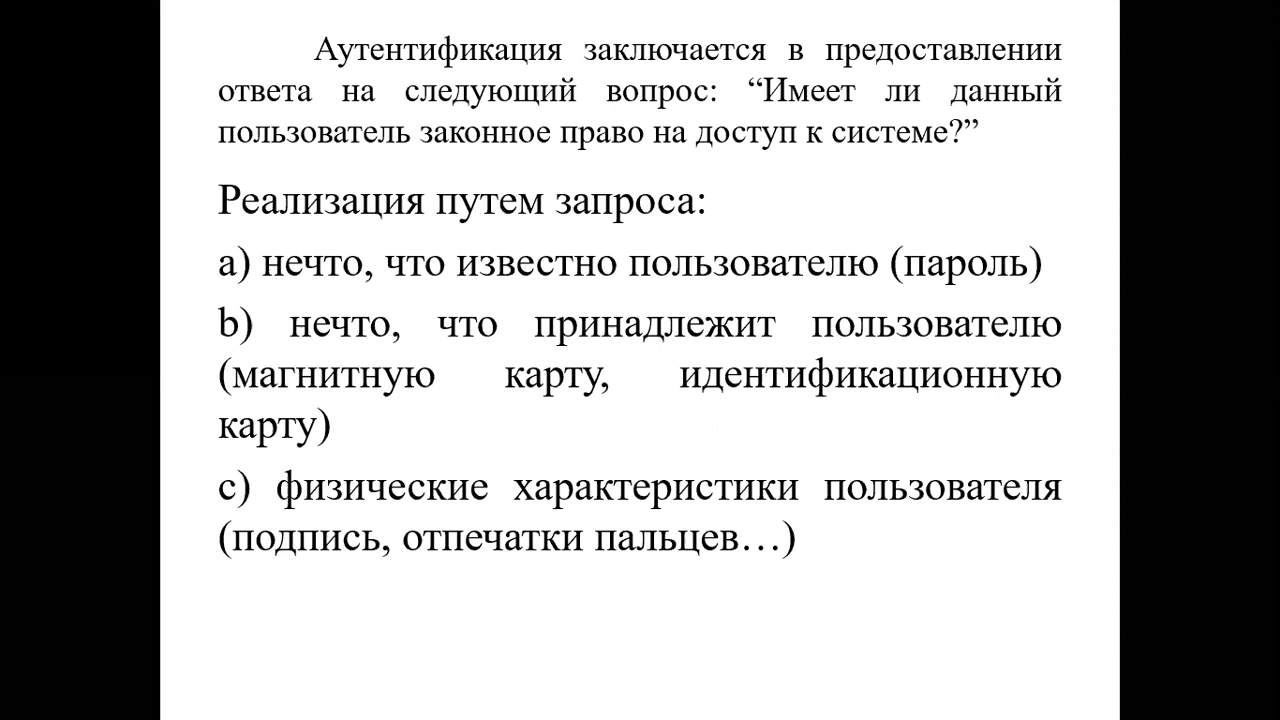 Аутентификация заключается в предоставлении
ответа на следующий вопрос: “Имеет ли данный
пользователь законное право на доступ к системе?”
Реализация путем запроса:
a) нечто, что известно пользователю (пароль)
b) нечто, что принадлежит пользователю
(магнитную карту, идентификационную
карту)
c) физические характеристики пользователя
(подпись, отпечатки пальцев…)